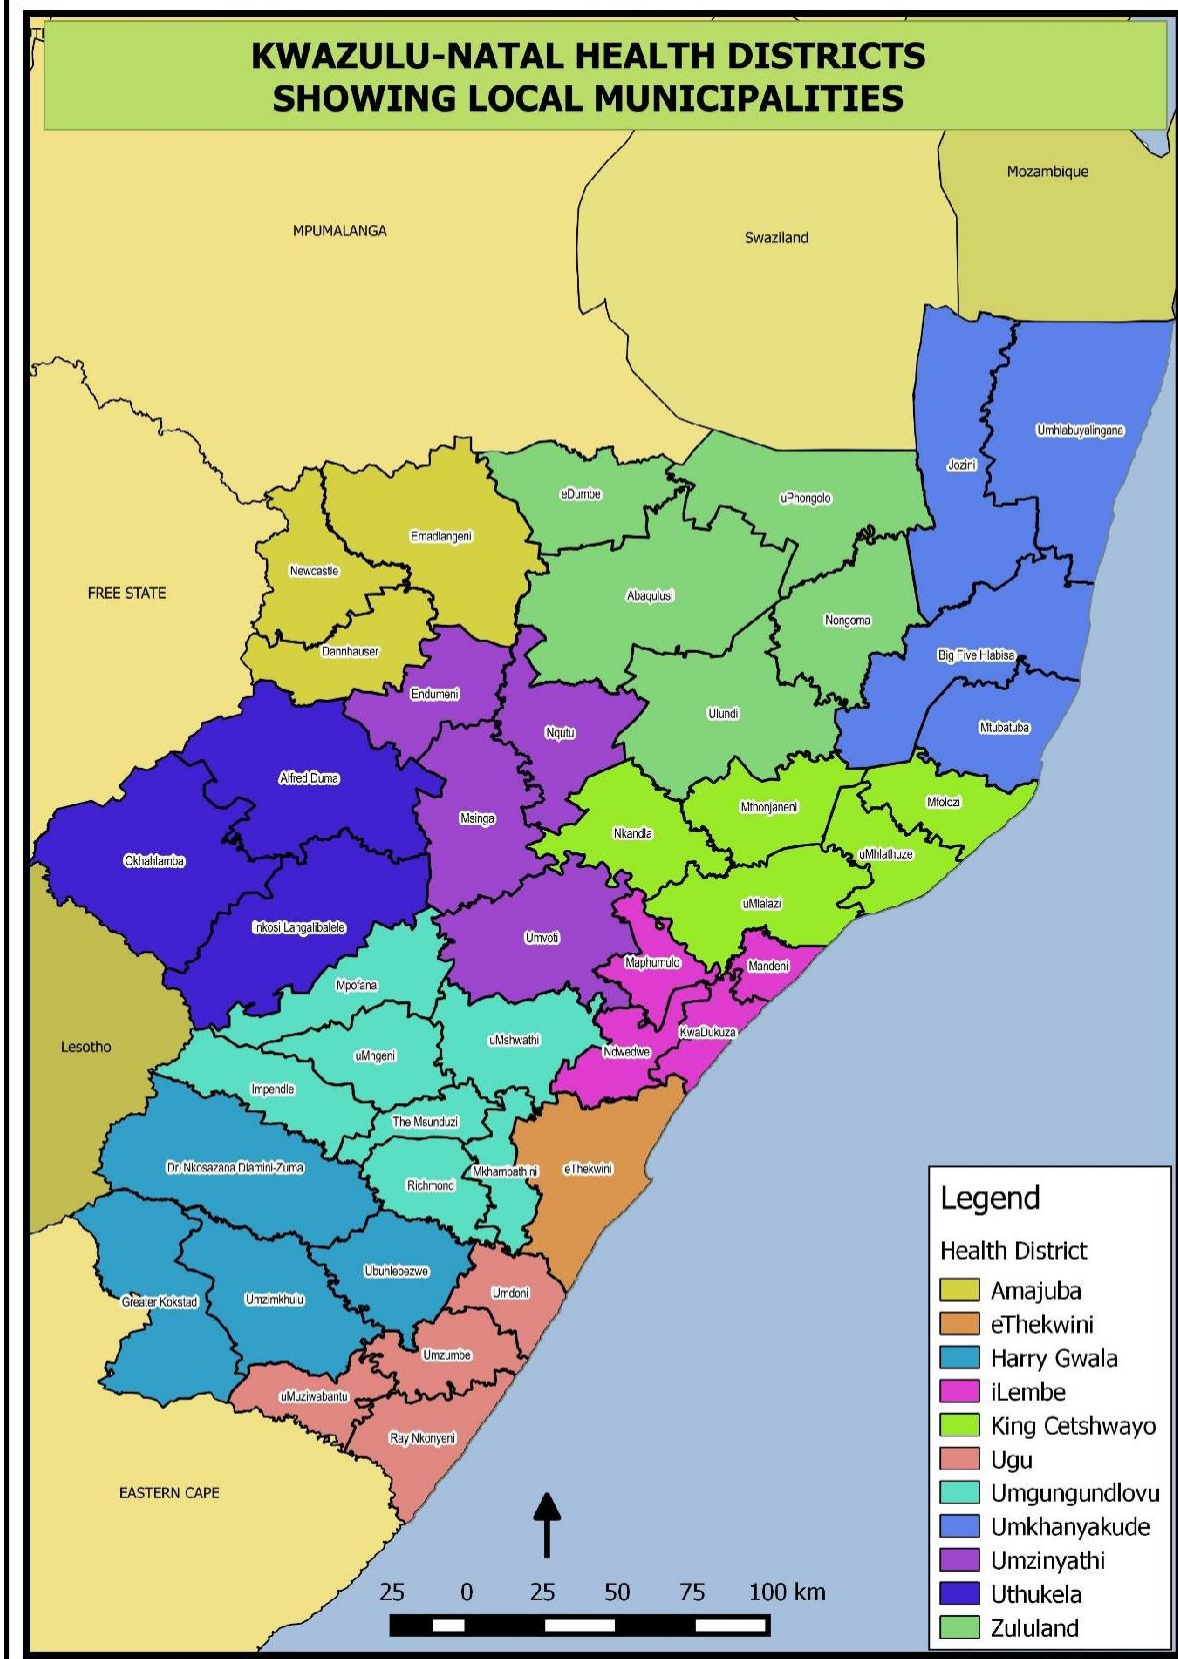 KWAZULU-NATAL HEALTH DISTRICTS
SHOWING LOCAL MUNICIPALITIES
Mozambique
MPUMALANGA
Swaziland
Umhlabuyalingana
Jozini
eDumbe
uPhongolo
Emadlangeni
Newcastle
FREE STATE
Abaqulusi
Nongoma
Dannhauser
Big Five Hlabisa
Endumeni
Ulundi
Mtubatuba
Nqutu
Alfred Duma
Mfolozi
Mthonjaneni
Msinga
Nkandla
uMhlathuze
Okhahlamba
uMlalazi
Inkosi Langalibalele
Umvoti
Maphumulo
Mandeni
Mpofana
KwaDukuza
uMshwathi
Lesotho
Ndwedwe
uMngeni
Impendle
The Msunduzi
Dr. Nkosazana Dlamini-Zuma
Mkhambathini
eThekwini
Richmond
Ubuhlebezwe
Umdoni
Greater Kokstad
Umzimkhulu
Umzumbe
uMuziwabantu
Ray Nkonyeni
EASTERN CAPE
25 0 25 50 75 100 km
Legend
Health District
Amajuba
eThekwini
Harry Gwala
iLembe
King Cetshwayo
Ugu
Umgungundlovu
Umkhanyakude
Umzinyathi
Uthukela
Zululand